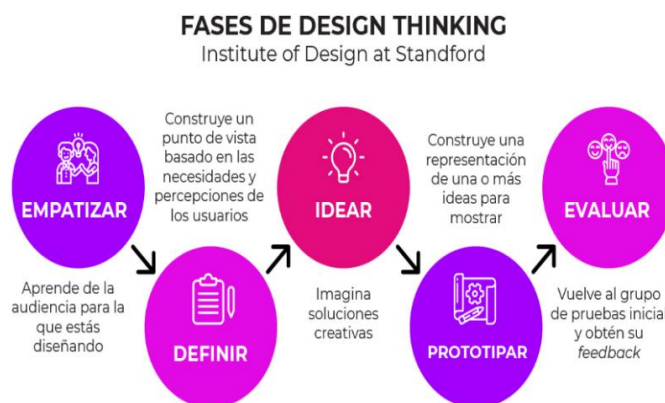 FASES DE DESIGN THINKING
Institute of Design at Standford
EMPATIZAR
Aprende de la
audiencia para la
que estás
diseñando
Construye un
punto de vista
basado en las
necesidades y
percepciones de
los usuarios
DEFINIR
IDEAR
Imagina
soluciones
creativas
Construye una
representación
de una o más
ideas para
mostrar
PROTOTIPAR
EVALUAR
Vuelve al grupo
de pruebas inicial
y obtén su
feedback